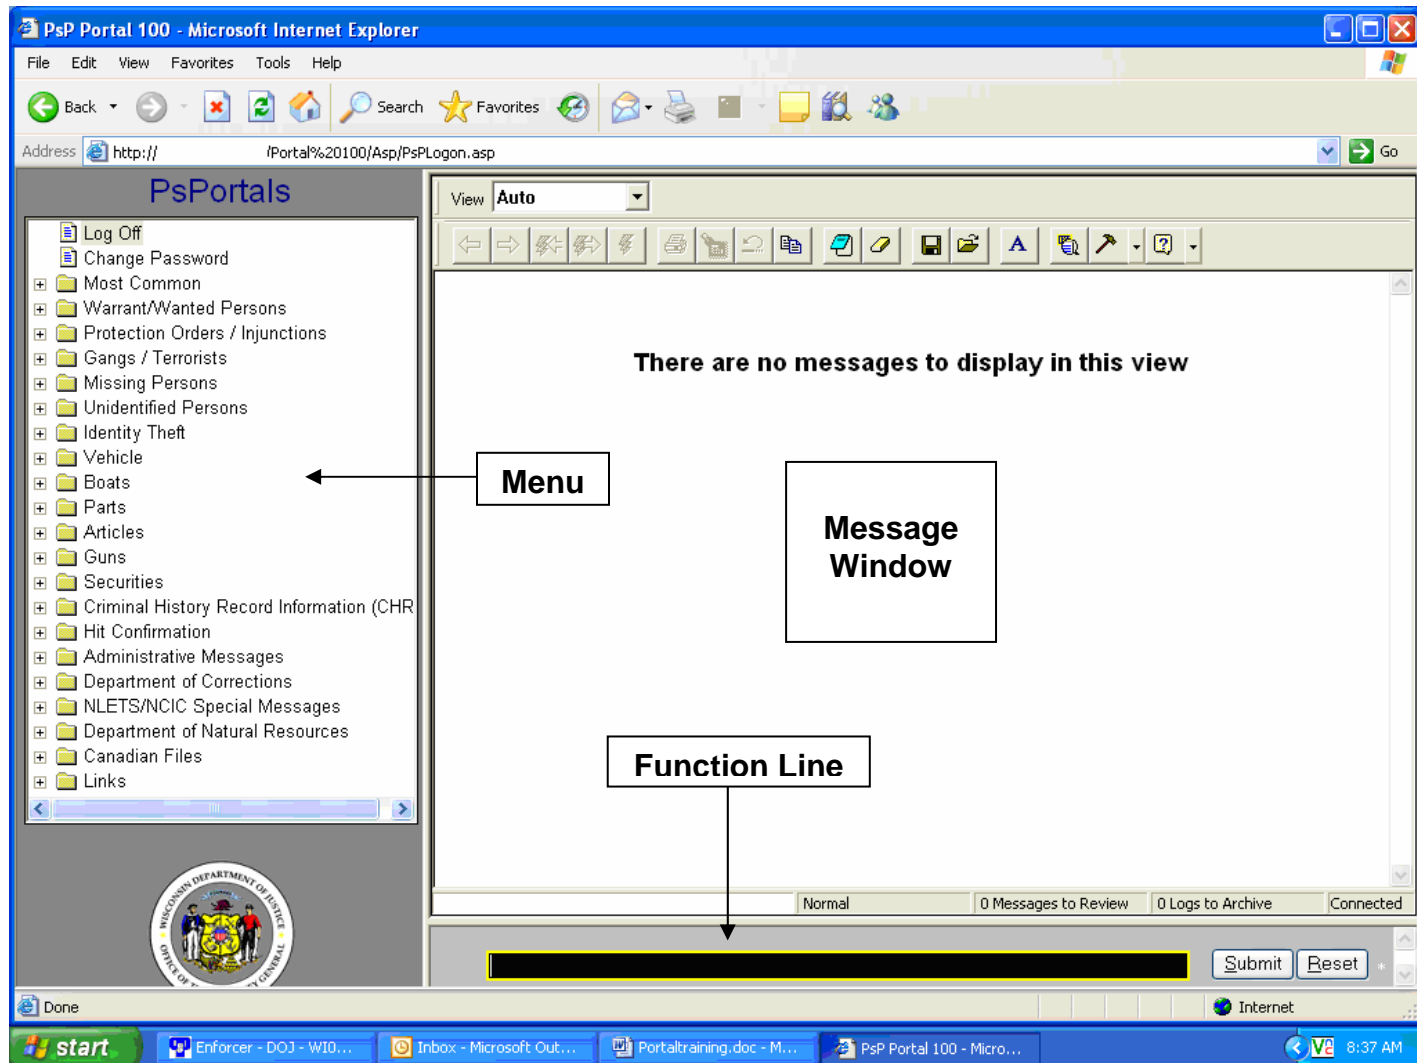 PsP Portal 100 - Microsoft Internet Explorer
File Edit View Favorites Tools Help
Back Search Favorites
Address http:// /Portal%20100/Asp/PsPLogon.asp Go
PsPortals
Log Off
Change Password
Most Common
Warrant/Wanted Persons
Protection Orders / Injunctions
Gangs / Terrorists
Missing Persons
Unidentified Persons
Identity Theft
Vehicle
Boats
Parts
Articles
Guns
Securities
Criminal History Record Information (CHR
Hit Confirmation
Administrative Messages
Department of Corrections
NLETS/NCIC Special Messages
Department of Natural Resources
Canadian Files
Links
WISCONSIN DEPARTMENT OF JUSTICE
View Auto
A
There are no messages to display in this view
Menu
Message
Window
Function Line
Normal 0 Messages to Review 0 Logs to Archive Connected
Submit Reset *
Done Internet
start Enforcer - DOJ - WI0... Inbox - Microsoft Out... Portaltraining.doc - M... PsP Portal 100 - Micro... 8:37 AM